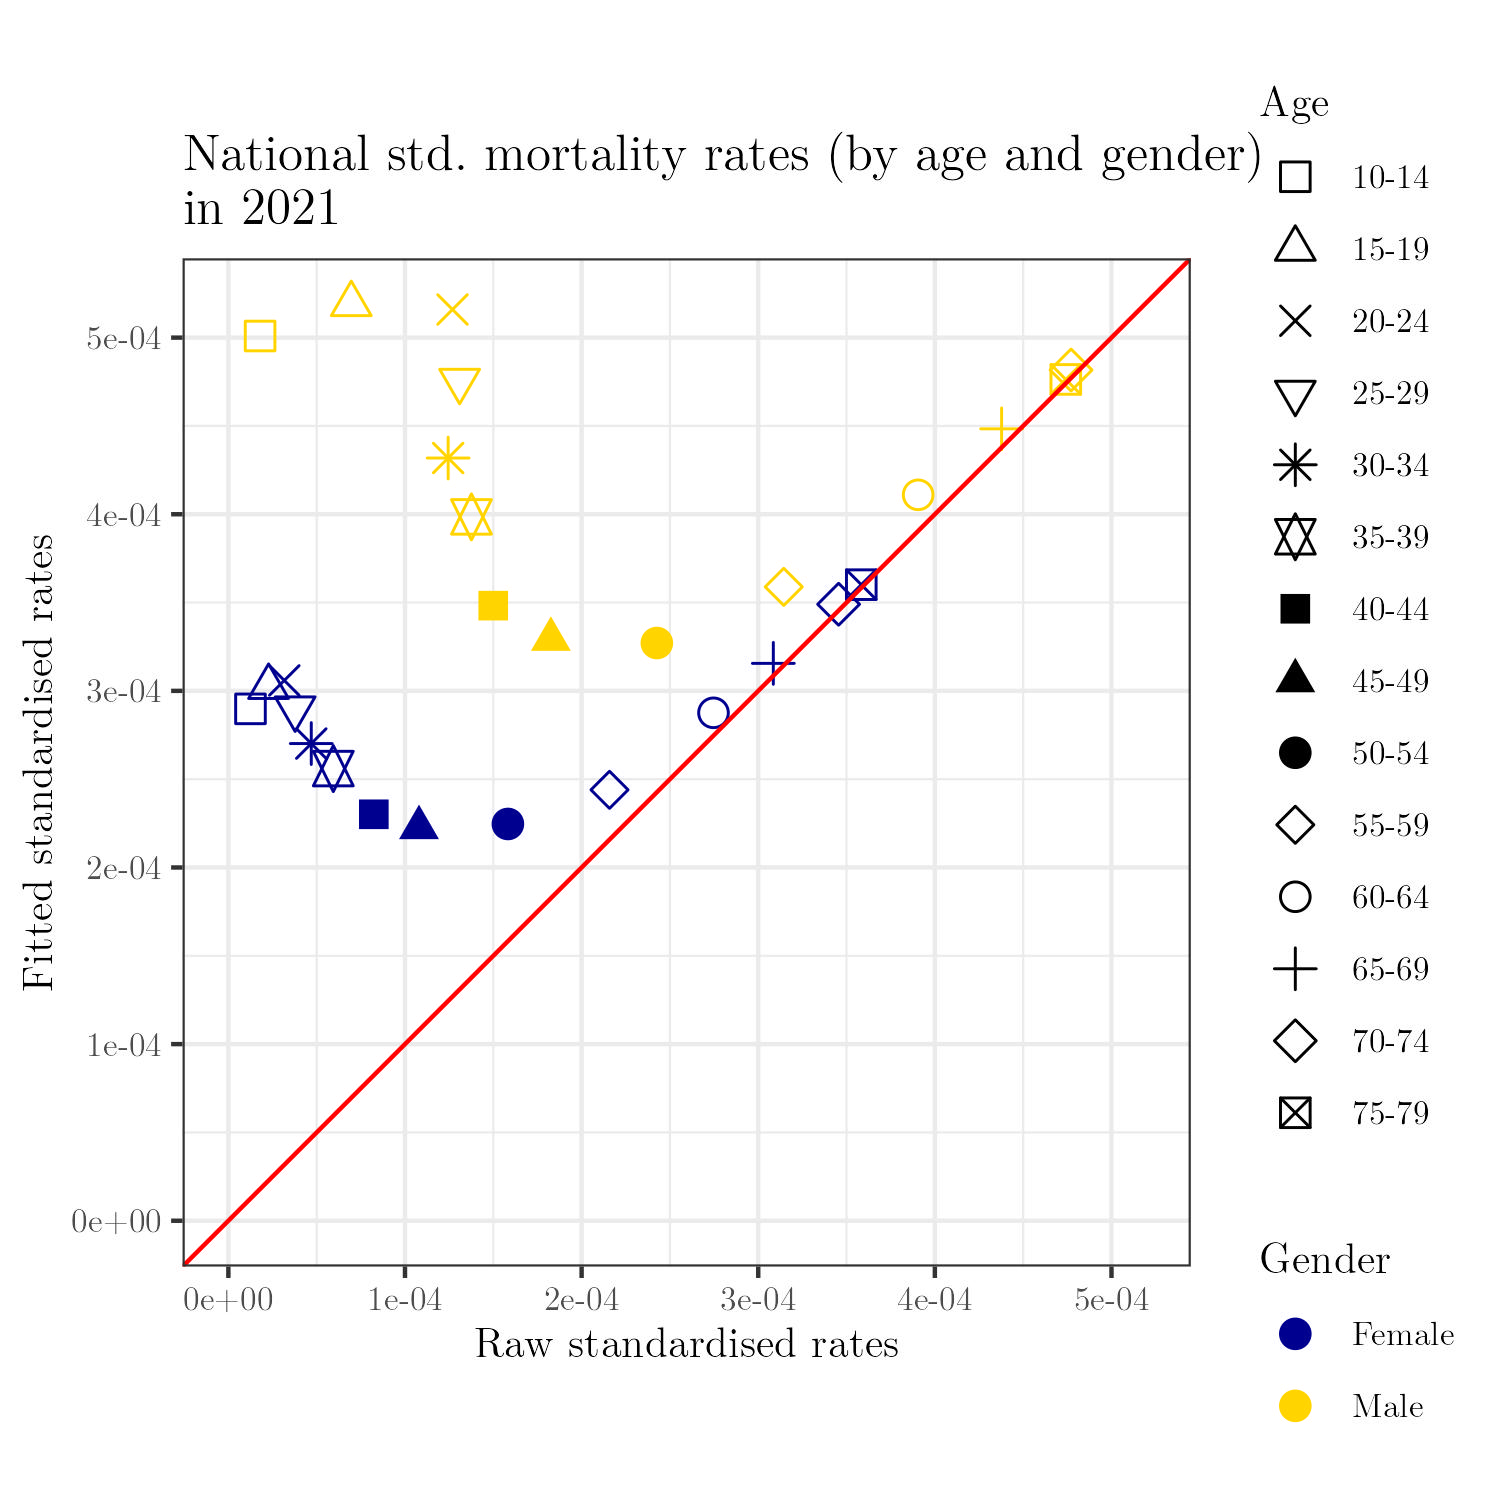 National std. mortality rates (by age and gender)
in 2021
Fitted standardised rates
5e-04
4e-04
3e-04
2e-04
1e-04
0e+00
0e+00
1e-04
2e-04
3e-04
4e-04
5e-04
Raw standardised rates
Age
10-14
15-19
20-24
25-29
30-34
35-39
40-44
45-49
50-54
55-59
60-64
65-69
70-74
75-79
Gender
Female
Male